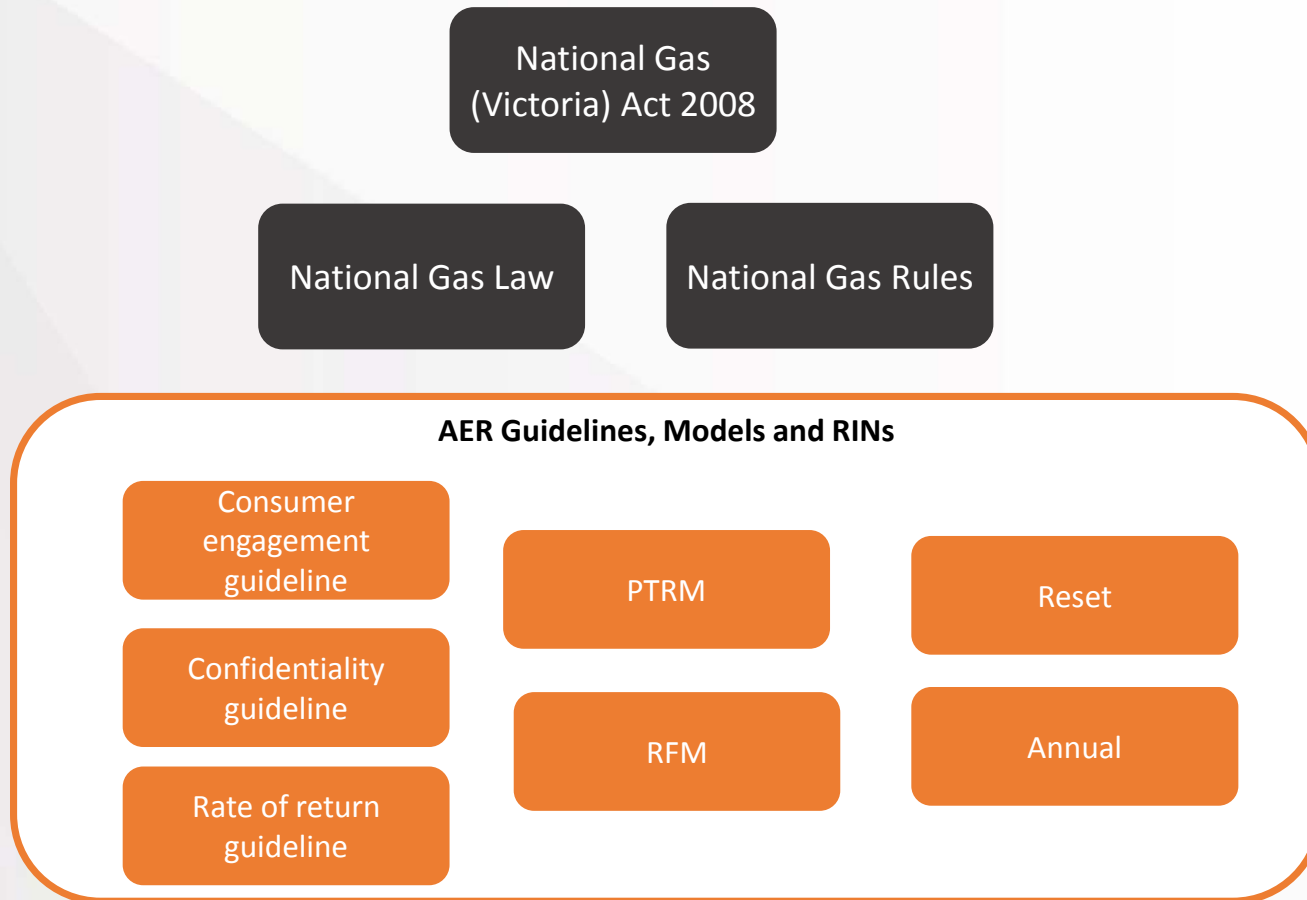 National Gas
(Victoria) Act 2008
National Gas Law
National Gas Rules
AER Guidelines, Models and RINs
Consumer
engagement
guideline
Confidentiality
guideline
Rate of return
guideline
PTRM
RFM
Reset
Annual